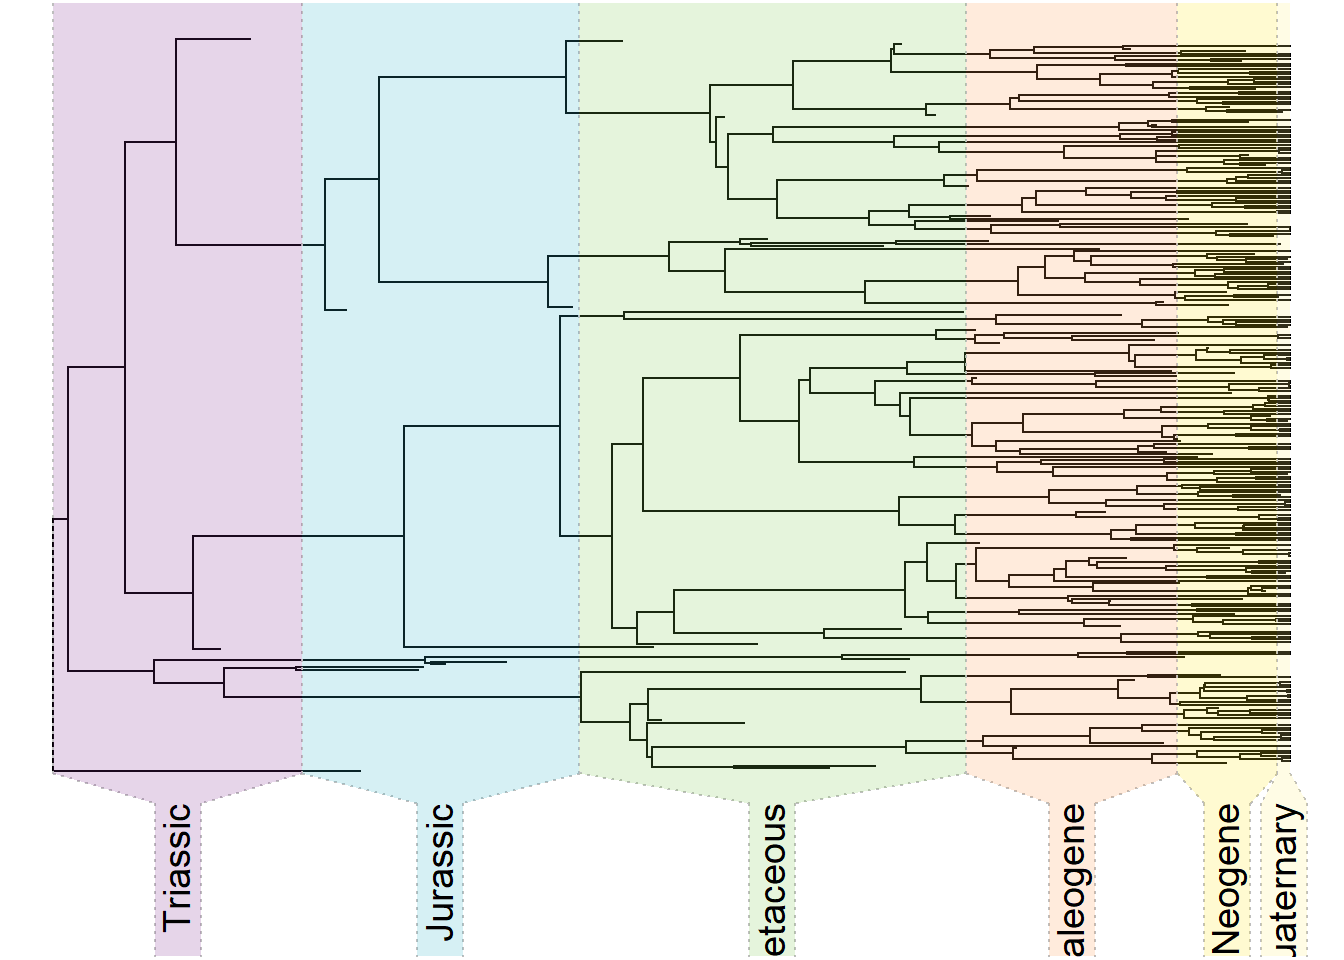 Triassic
Jurassic
etaceous
aleogene
Neogene
uaternary